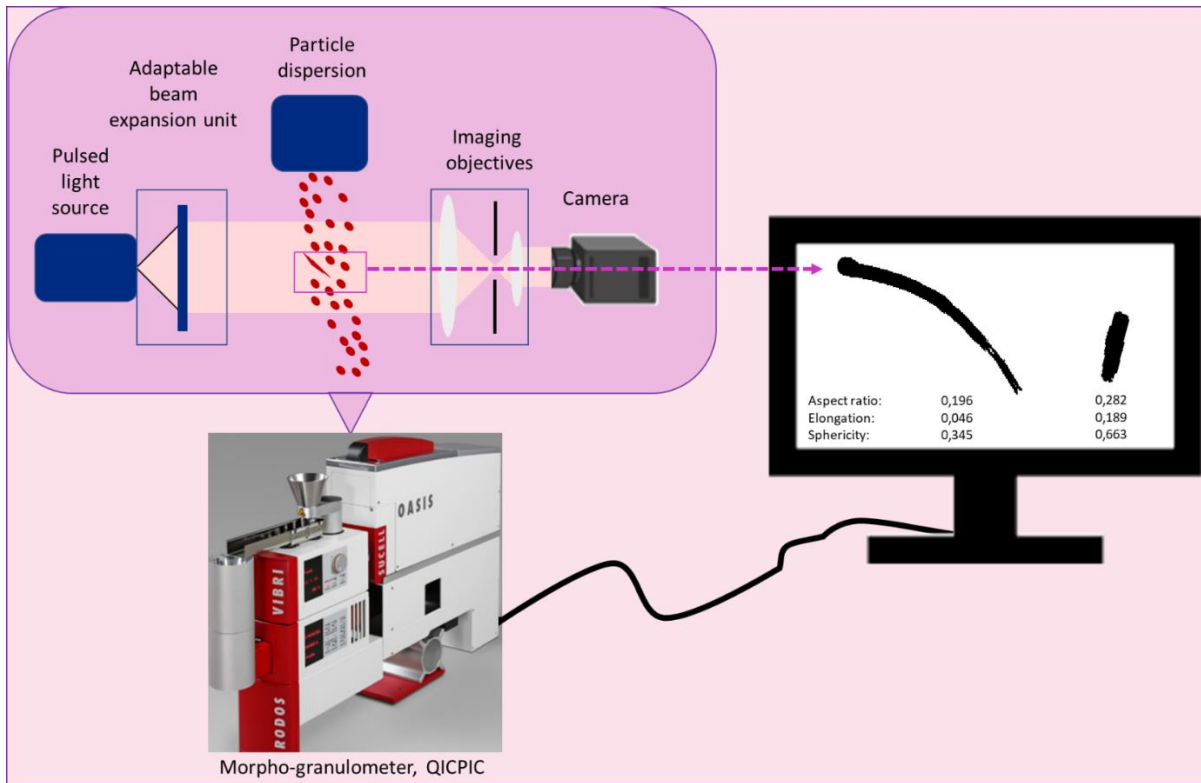 Particle
dispersion
Adaptable
beam
expansion unit
Imaging
objectives
Pulsed
light
source
Camera
Aspect ratio: 0,196 0,282
Elongation: 0,046 0,189
Sphericity: 0,345 0,663
OASIS
SUCELL
VIBRI
RODOS
Morpho-granulometer, QICPIC